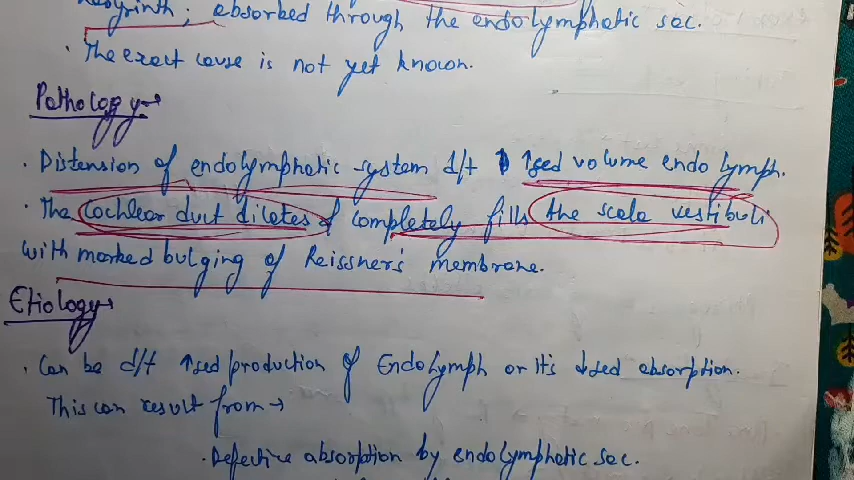 labyrinth; absorbed through the endolymphatic sac.
· The exact cause is not yet known.
Pathology→
· Distension of endolymphatic system d/t ↑sed volume endolymph.
· The cochlear duct dilates & completely fills the scala vestibuli
with marked bulging of Reissner's membrane.
Etiology→
· Can be d/t ↑sed production of Endolymph or it's ↓sed absorption.
This can result from→
· Defective absorption by endolymphatic sac.